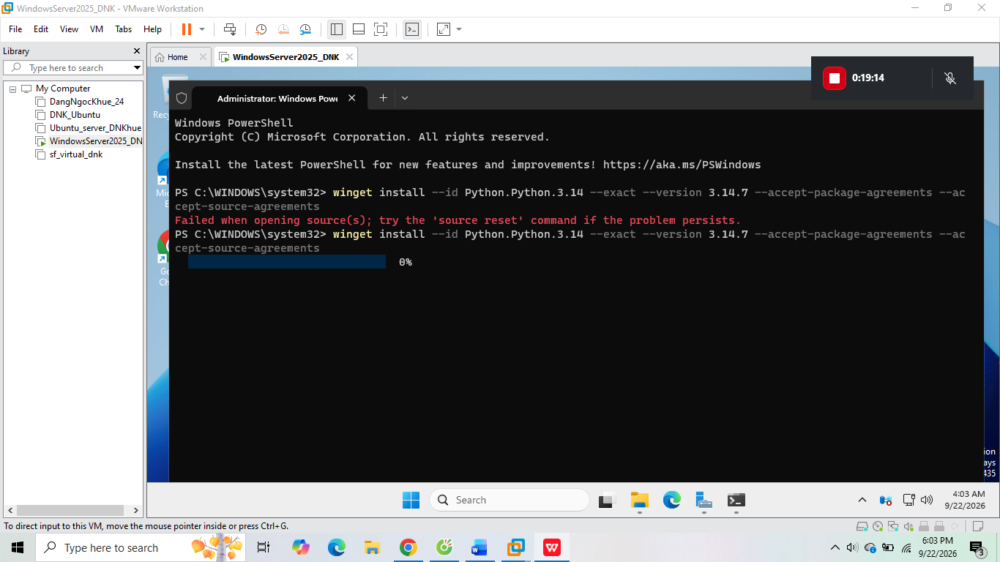 WindowsServer2025_DNK - VMware Workstation
File Edit View VM Tabs Help
Library
Type here to search
My Computer
DangNgocKhue_24
DNK_Ubuntu
Ubuntu_server_DNKhue
WindowsServer2025_DN
sf_virtual_dnk
Home
WindowsServer2025_DNK
0:19:14
Recy
Mic
E
Go
Ch
Administrator: Windows Powe
Windows PowerShell
Copyright (C) Microsoft Corporation. All rights reserved.
Install the latest PowerShell for new features and improvements! https://aka.ms/PSWindows
PS C:\WINDOWS\system32> winget install --id Python.Python.3.14 --exact --version 3.14.7 --accept-package-agreements --ac
cept-source-agreements
Failed when opening source(s); try the 'source reset' command if the problem persists.
PS C:\WINDOWS\system32> winget install --id Python.Python.3.14 --exact --version 3.14.7 --accept-package-agreements --ac
cept-source-agreements
0%
ion
ays
435
Search
4:03 AM
9/22/2026
To direct input to this VM, move the mouse pointer inside or press Ctrl+G.
Type here to search
6:03 PM
9/22/2026
3